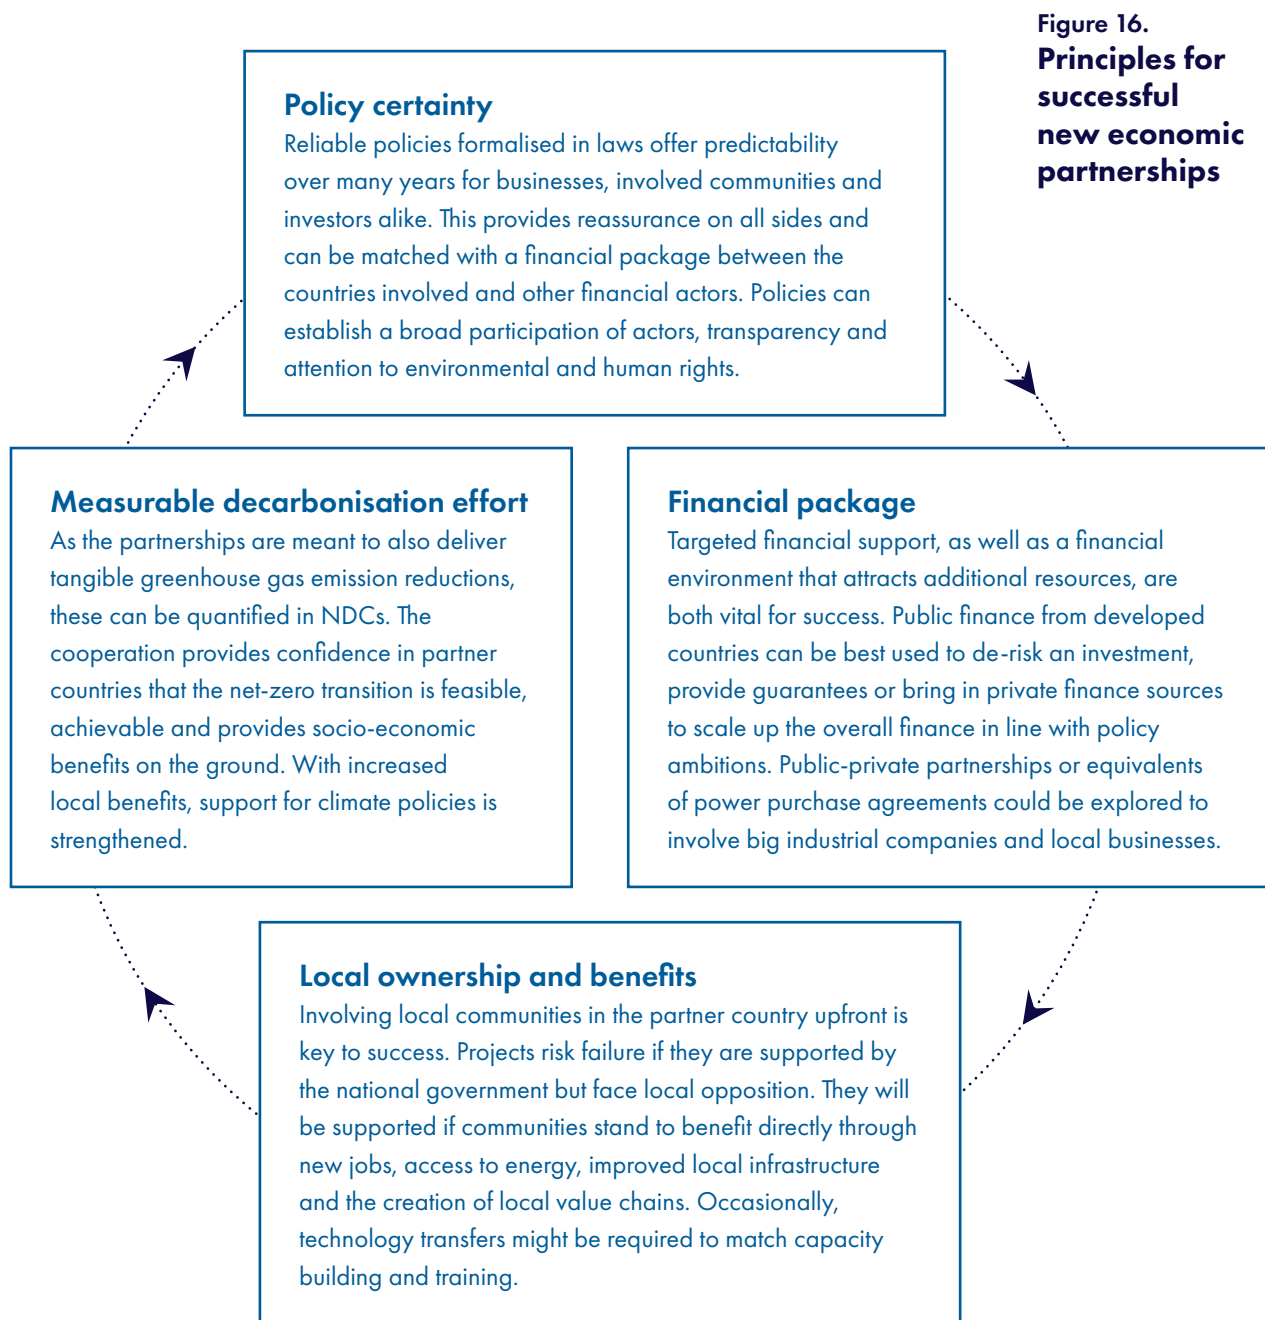 Figure 16.
Principles for
successful
new economic
partnerships
Policy certainty
Reliable policies formalised in laws offer predictability
over many years for businesses, involved communities and
investors alike. This provides reassurance on all sides and
can be matched with a financial package between the
countries involved and other financial actors. Policies can
establish a broad participation of actors, transparency and
attention to environmental and human rights.
Measurable decarbonisation effort
As the partnerships are meant to also deliver
tangible greenhouse gas emission reductions,
these can be quantified in NDCs. The
cooperation provides confidence in partner
countries that the net-zero transition is feasible,
achievable and provides socio-economic
benefits on the ground. With increased
local benefits, support for climate policies is
strengthened.
Financial package
Targeted financial support, as well as a financial
environment that attracts additional resources, are
both vital for success. Public finance from developed
countries can be best used to de-risk an investment,
provide guarantees or bring in private finance sources
to scale up the overall finance in line with policy
ambitions. Public-private partnerships or equivalents
of power purchase agreements could be explored to
involve big industrial companies and local businesses.
Local ownership and benefits
Involving local communities in the partner country upfront is
key to success. Projects risk failure if they are supported by
the national government but face local opposition. They will
be supported if communities stand to benefit directly through
new jobs, access to energy, improved local infrastructure
and the creation of local value chains. Occasionally,
technology transfers might be required to match capacity
building and training.